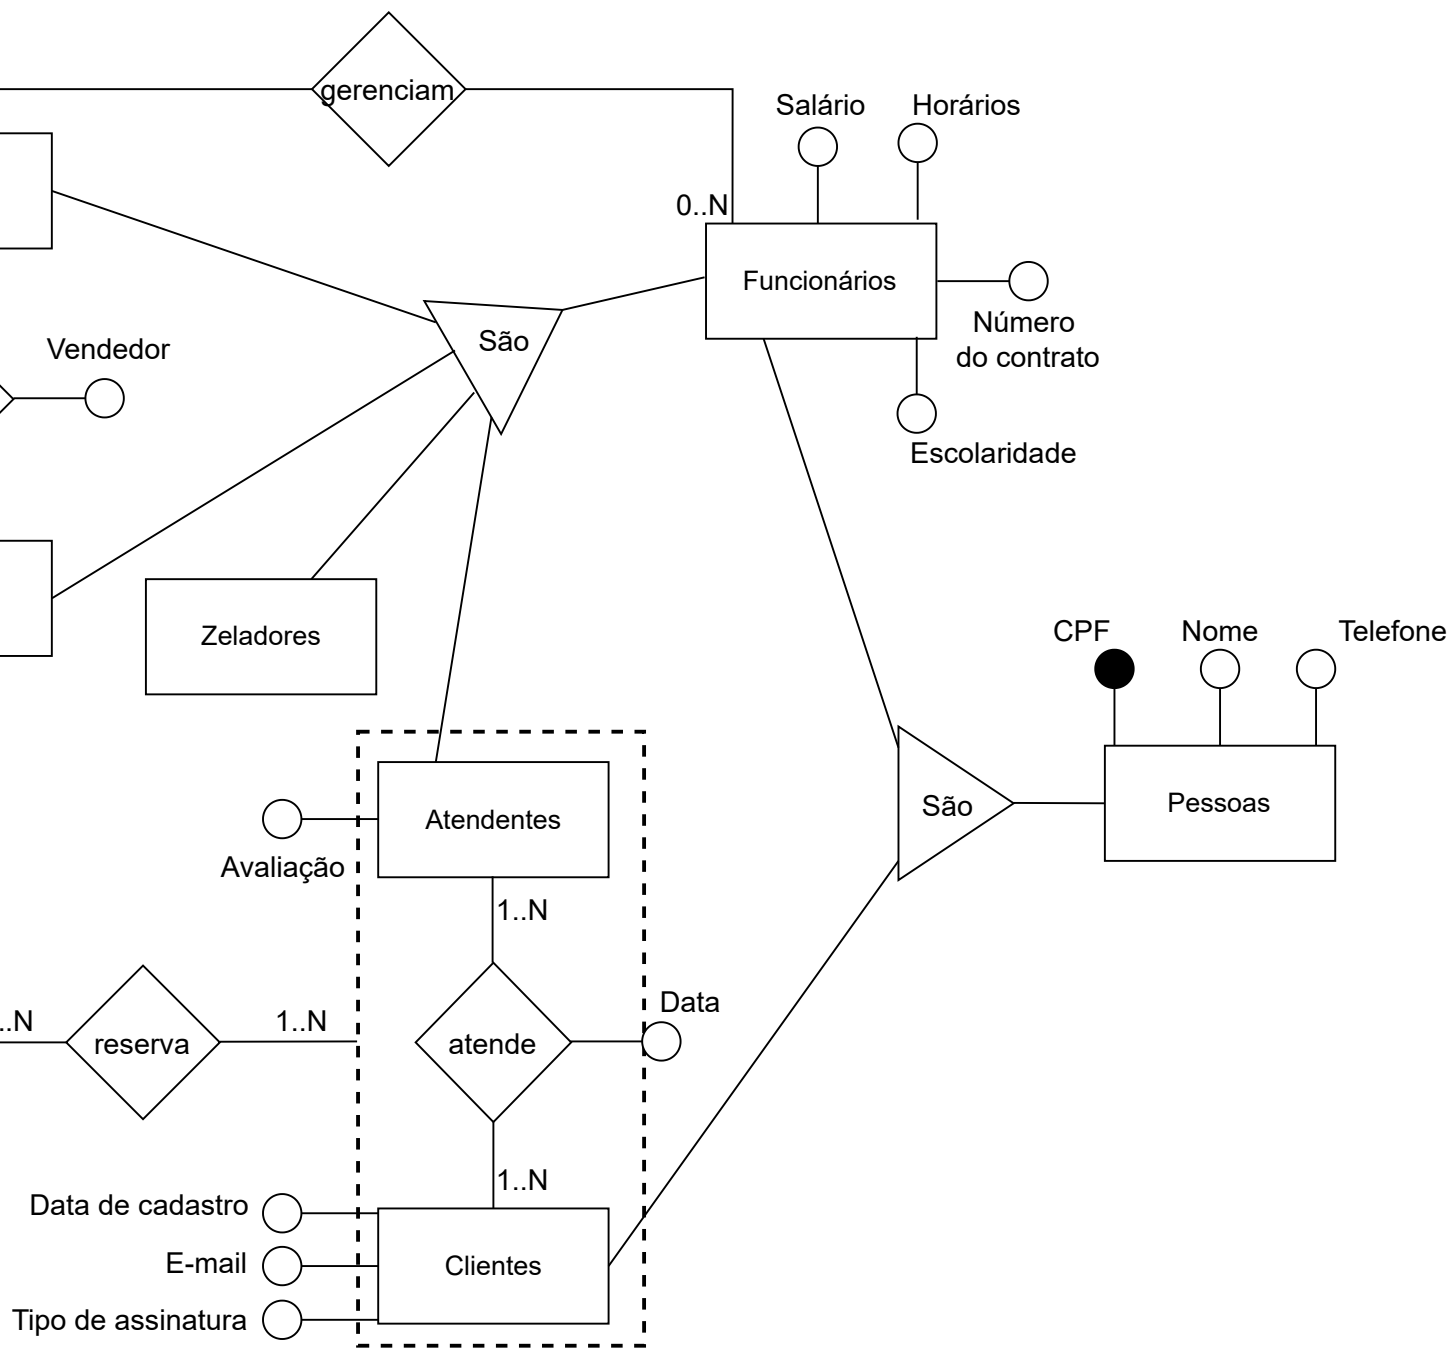 gerenciam
Salário
Horários
0..N
Funcionários
Número
do contrato
São
Vendedor
Escolaridade
Zeladores
CPF
Nome
Telefone
São
Pessoas
Atendentes
Avaliação
1..N
Data
..N
reserva
1..N
atende
1..N
Data de cadastro
E-mail
Clientes
Tipo de assinatura